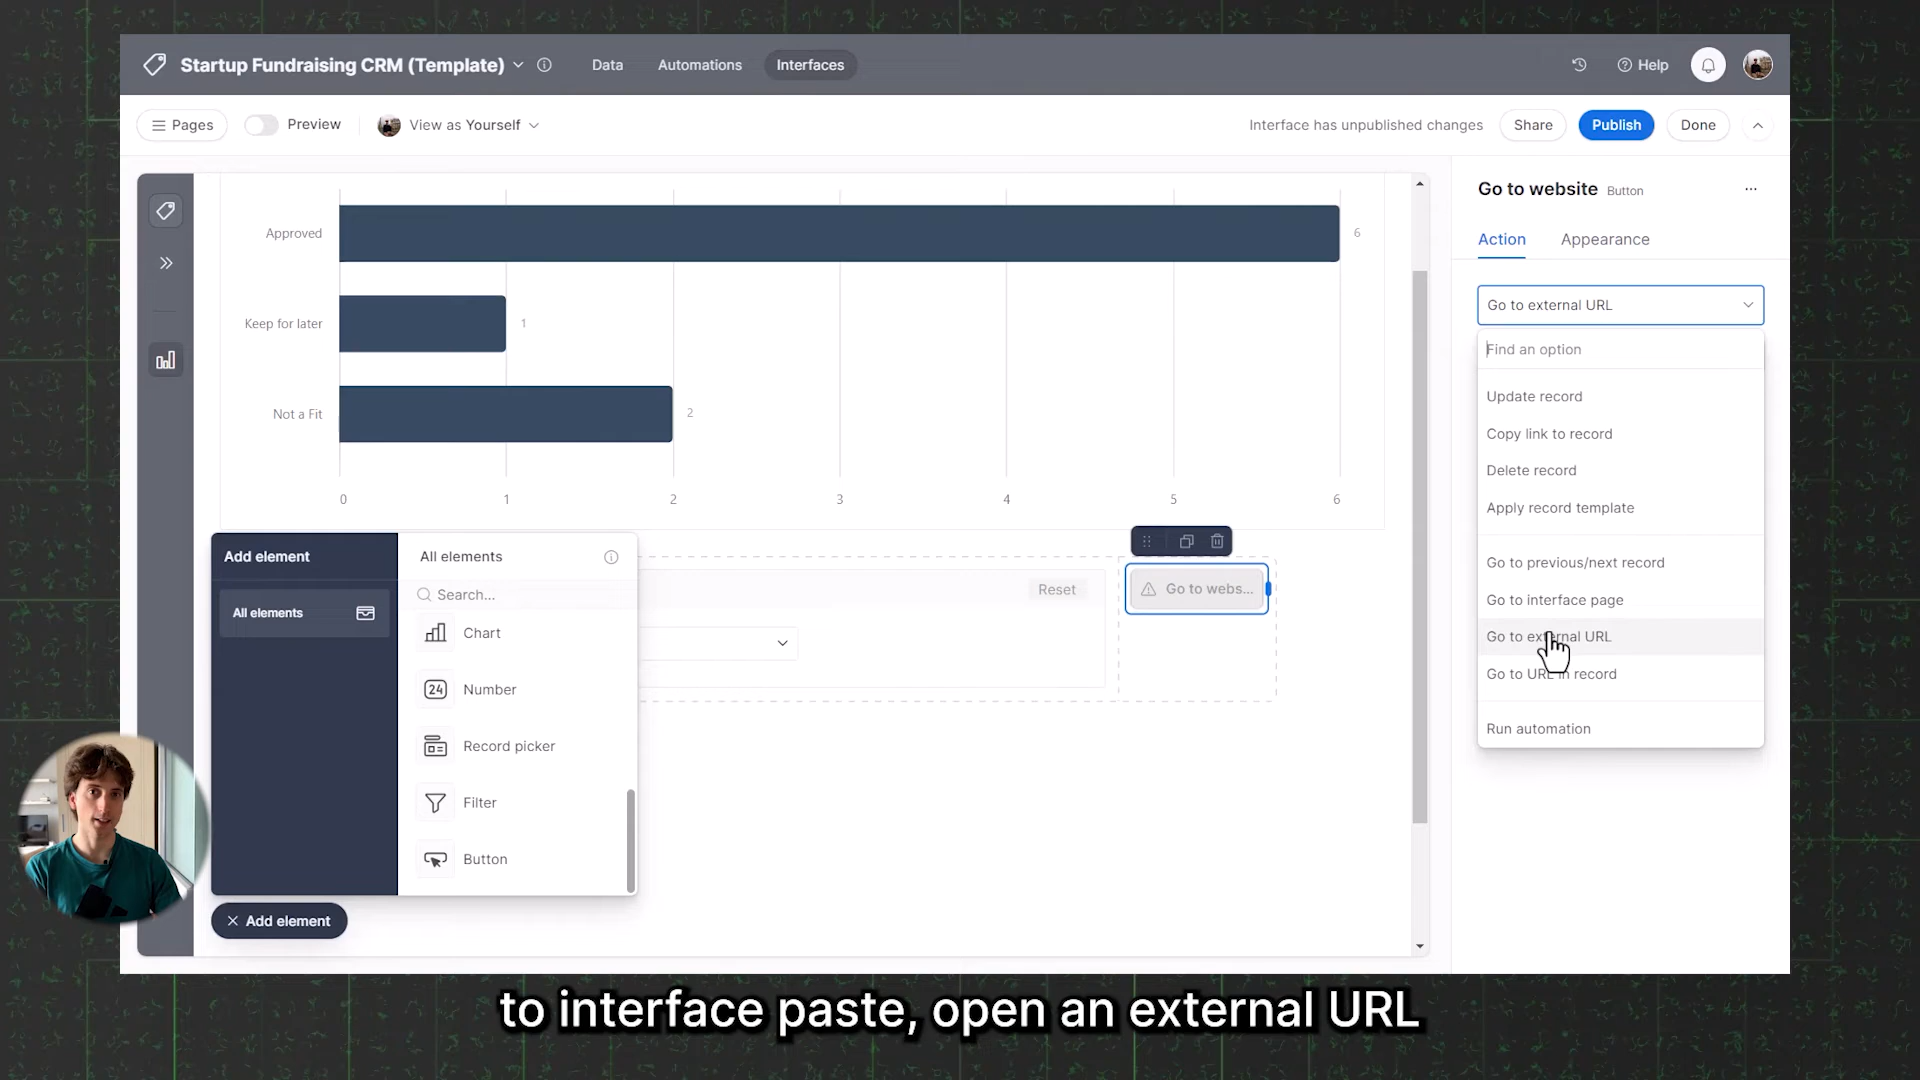 Startup Fundraising CRM (Template)
Data
Automations
Interfaces
Help
Pages
Preview
View as Yourself
Interface has unpublished changes
Share
Publish
Done
Go to website Button
Action
Appearance
Go to external URL
Find an option
Update record
Copy link to record
Delete record
Apply record template
Go to previous/next record
Go to interface page
Go to external URL
Go to URL in record
Run automation
Approved
6
Keep for later
1
Not a Fit
2
0 1 2 3 4 5 6
Add element
All elements
All elements
Search...
Chart
24 Number
Record picker
Filter
Button
Reset
Go to webs...
Add element
to interface paste, open an external URL